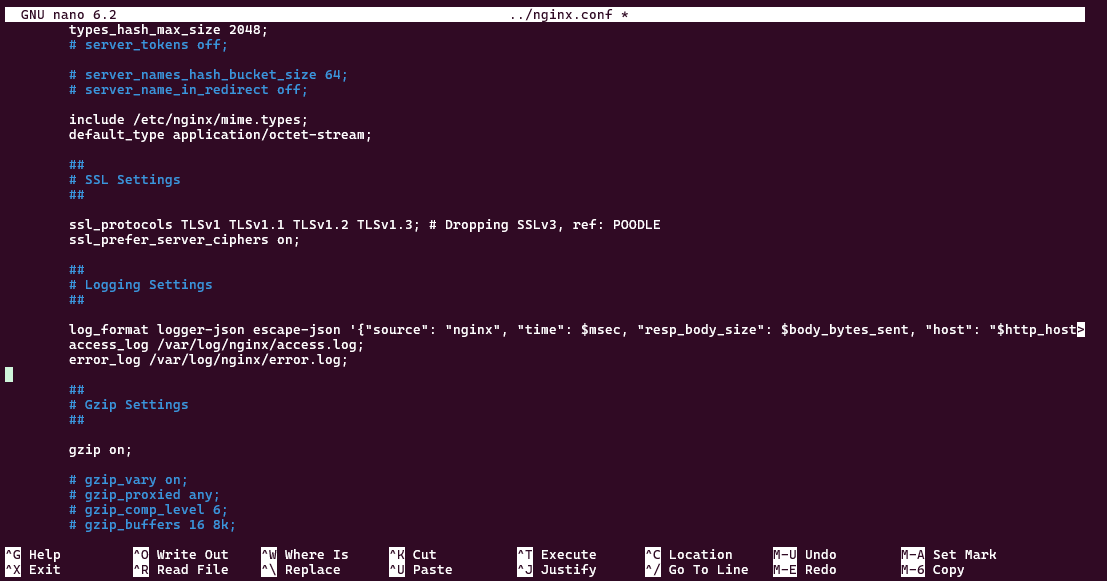 GNU nano 6.2 ../nginx.conf *
types_hash_max_size 2048;
# server_tokens off;
# server_names_hash_bucket_size 64;
# server_name_in_redirect off;
include /etc/nginx/mime.types;
default_type application/octet-stream;
##
# SSL Settings
##
ssl_protocols TLSv1 TLSv1.1 TLSv1.2 TLSv1.3; # Dropping SSLv3, ref: POODLE
ssl_prefer_server_ciphers on;
##
# Logging Settings
##
log_format logger-json escape-json '{"source": "nginx", "time": $msec, "resp_body_size": $body_bytes_sent, "host": "$http_host>
access_log /var/log/nginx/access.log;
error_log /var/log/nginx/error.log;
##
# Gzip Settings
##
gzip on;
# gzip_vary on;
# gzip_proxied any;
# gzip_comp_level 6;
# gzip_buffers 16 8k;
^G Help ^O Write Out ^W Where Is ^K Cut ^T Execute ^C Location M-U Undo M-A Set Mark
^X Exit ^R Read File ^\ Replace ^U Paste ^J Justify ^/ Go To Line M-E Redo M-6 Copy